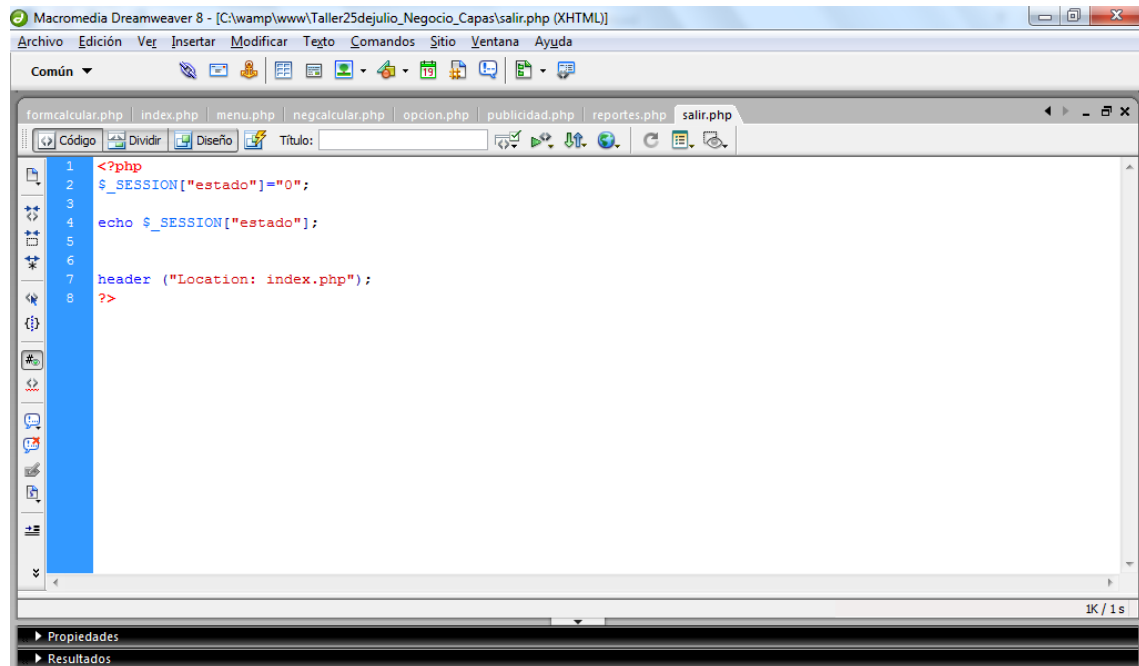 Macromedia Dreamweaver 8 - [C:\wamp\www\Taller25dejulio_Negocio_Capas\salir.php (XHTML)]
Archivo Edición Ver Insertar Modificar Texto Comandos Sitio Ventana Ayuda
Común
19
formcalcular.php index.php menu.php negcalcular.php opcion.php publicidad.php reportes.php salir.php
Código Dividir Diseño Título:
1 <?php
2 $_SESSION["estado"]="0";
3
4 echo $_SESSION["estado"];
5
6
7 header ("Location: index.php");
8 ?>
1K / 1 s
Propiedades
Resultados